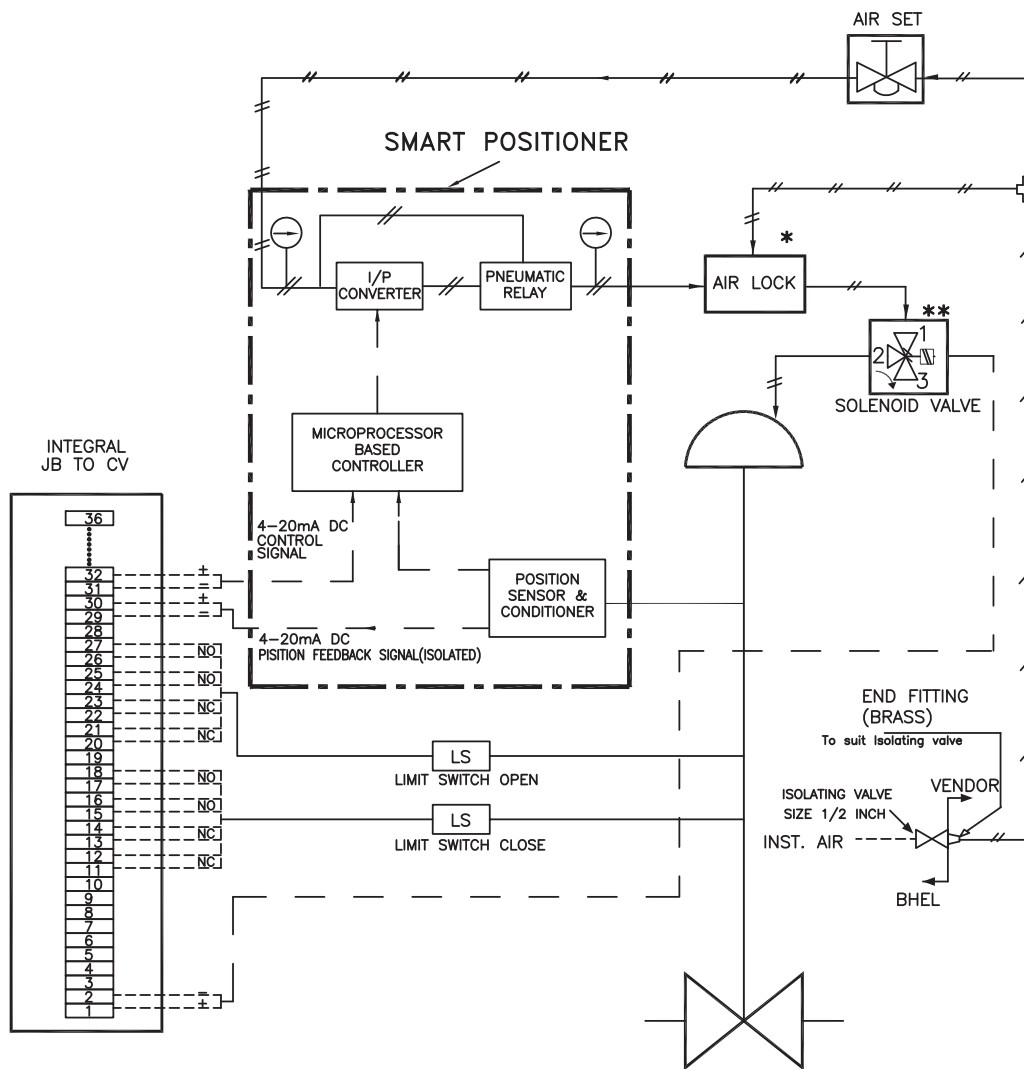 AIR SET
SMART POSITIONER
*
I/P
CONVERTER
PNEUMATIC
RELAY
AIR LOCK
**
1
2
3
SOLENOID VALVE
MICROPROCESSOR
BASED
CONTROLLER
INTEGRAL
JB TO CV
4-20mA DC
CONTROL
SIGNAL
POSITION
SENSOR &
CONDITIONER
4-20mA DC
PISITION FEEDBACK SIGNAL(ISOLATED)
36
32 +
31 -
30 +
29 -
28
27
NO
26
25
NO
24
23
NC
22
21
NC
20
19
18
NO
17
16
NO
15
14
NC
13
12
NC
11
10
9
8
7
6
5
4
3
2 -
1 +
LS
LIMIT SWITCH OPEN
LS
LIMIT SWITCH CLOSE
END FITTING
(BRASS)
To suit Isolating valve
VENDOR
ISOLATING VALVE
SIZE 1/2 INCH
INST. AIR
BHEL